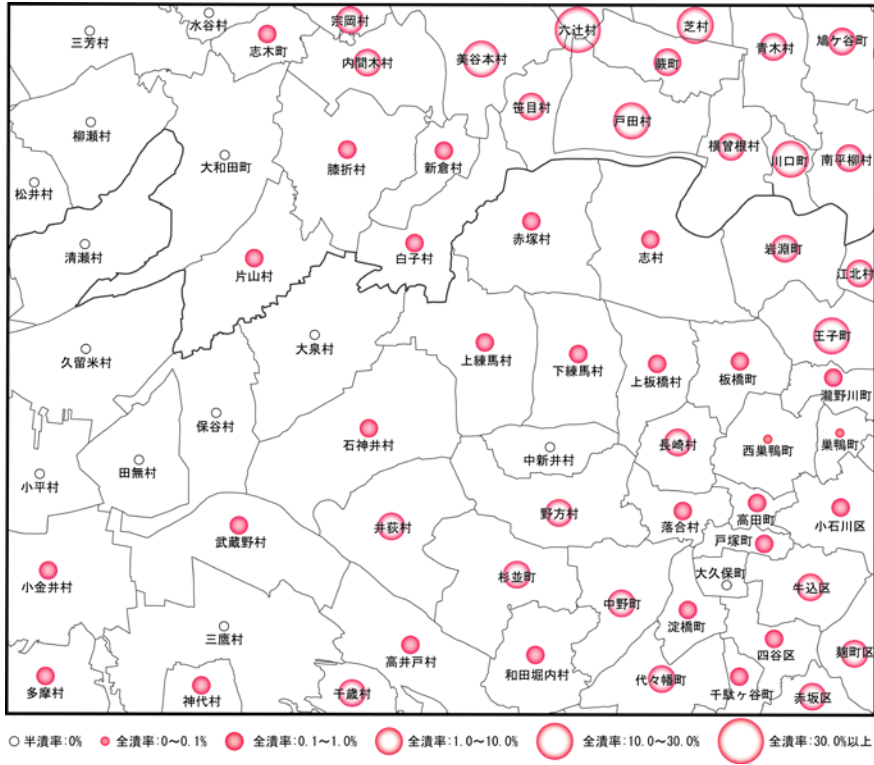 水谷村
宗岡村
三芳村
志木町
六辻村
芝村
青木村
鳩ケ谷町
内間木村
美谷本村
蕨町
笹目村
戸田村
柳瀬村
大和田町
膝折村
新倉村
横曾根村
川口町
南平柳村
松井村
清瀬村
片山村
白子村
赤塚村
志村
岩淵町
江北村
久留米村
大泉村
上練馬村
下練馬村
上板橋村
板橋町
王子町
瀧野川町
保谷村
石神井村
中新井村
長崎村
西巣鴨町
巣鴨町
小平村
田無村
武蔵野村
井荻村
野方村
落合村
高田町
小石川区
戸塚町
小金井村
杉並町
中野町
大久保町
牛込区
淀橋町
三鷹村
高井戸村
和田堀内村
四谷区
麹町区
多摩村
神代村
千歳村
代々幡町
千駄ヶ谷町
赤坂区
半潰率:0% 全潰率:0～0.1% 全潰率:0.1～1.0% 全潰率:1.0～10.0% 全潰率:10.0～30.0% 全潰率:30.0%以上